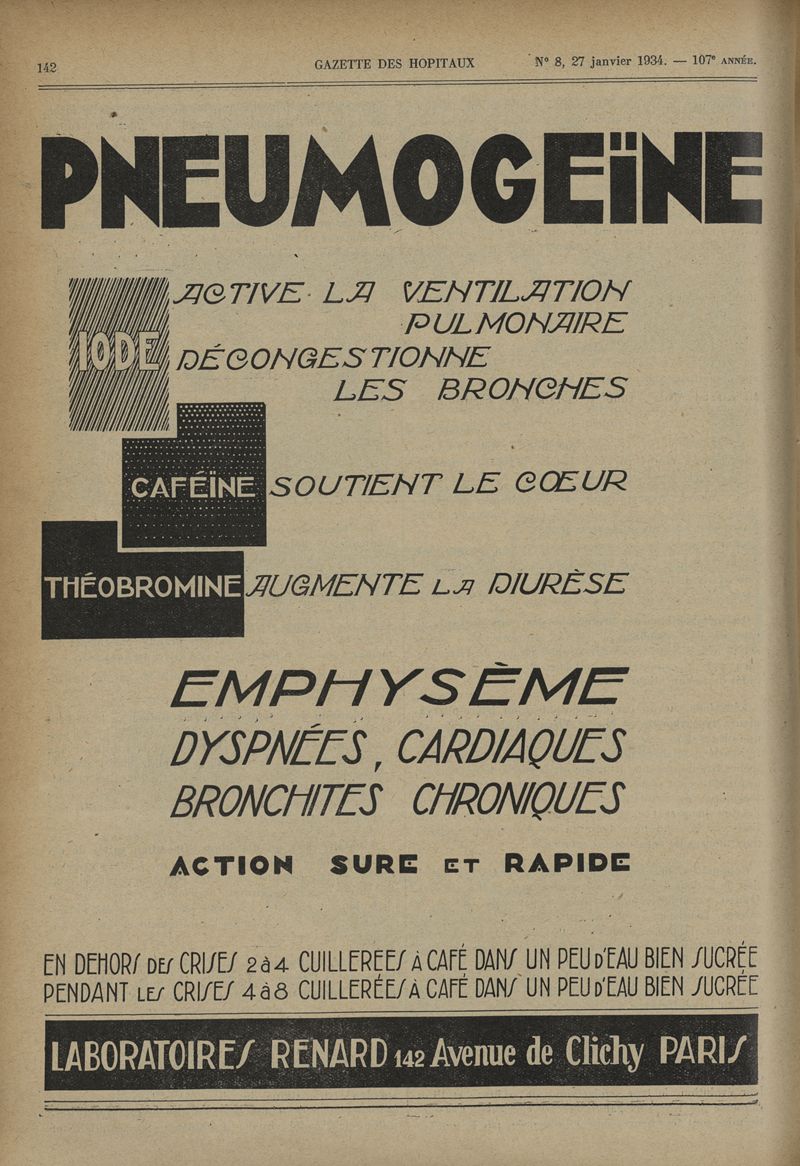 142 GAZETTE DES HOPITAUX N° 8, 27 janvier 1934. — 107e ANNÉE.
PNEUMOGEÏNE
ACTIVE LA VENTILATION
PULMONAIRE
IODE DÉCONGESTIONNE
LES BRONCHES
CAFÉÏNE SOUTIENT LE CŒUR
THÉOBROMINE AUGMENTE LA DIURÈSE
EMPHYSÈME
DYSPNÉES, CARDIAQUES
BRONCHITES CHRONIQUES
ACTION SURE ET RAPIDE
EN DEHORS DES CRISES 2 à 4 CUILLERÉES À CAFÉ DANS UN PEU D'EAU BIEN SUCRÉE
PENDANT LES CRISES 4 à 8 CUILLERÉES À CAFÉ DANS UN PEU D'EAU BIEN SUCRÉE
LABORATOIRES RENARD 142 Avenue de Clichy PARIS